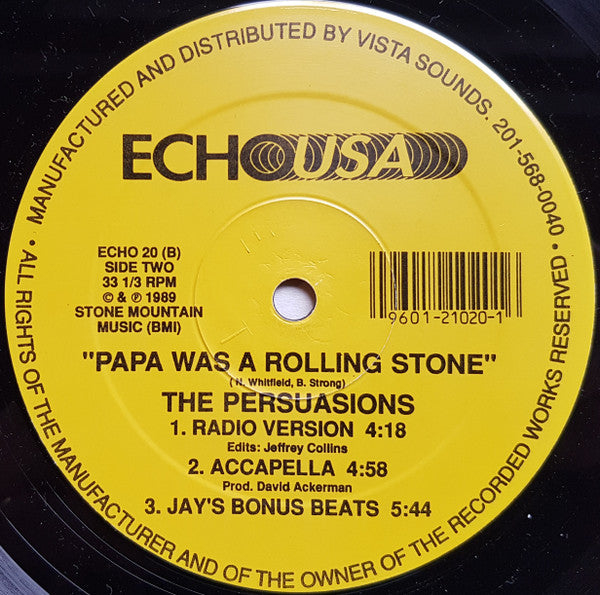 MANUFACTURED AND DISTRIBUTED BY VISTA SOUNDS. 201-568-0040
ECHO USA
ECHO 20 (B)
SIDE TWO
33 1/3 RPM
© & ℗ 1989
STONE MOUNTAIN
MUSIC (BMI)
9601-21020-1
"PAPA WAS A ROLLING STONE"
(N. Whitfield, B. Strong)
THE PERSUASIONS
1. RADIO VERSION 4:18
Edits: Jeffrey Collins
2. ACCAPELLA 4:58
Prod. David Ackerman
3. JAY'S BONUS BEATS 5:44
• ALL RIGHTS OF THE MANUFACTURER AND OF THE OWNER OF THE RECORDED WORKS RESERVED •